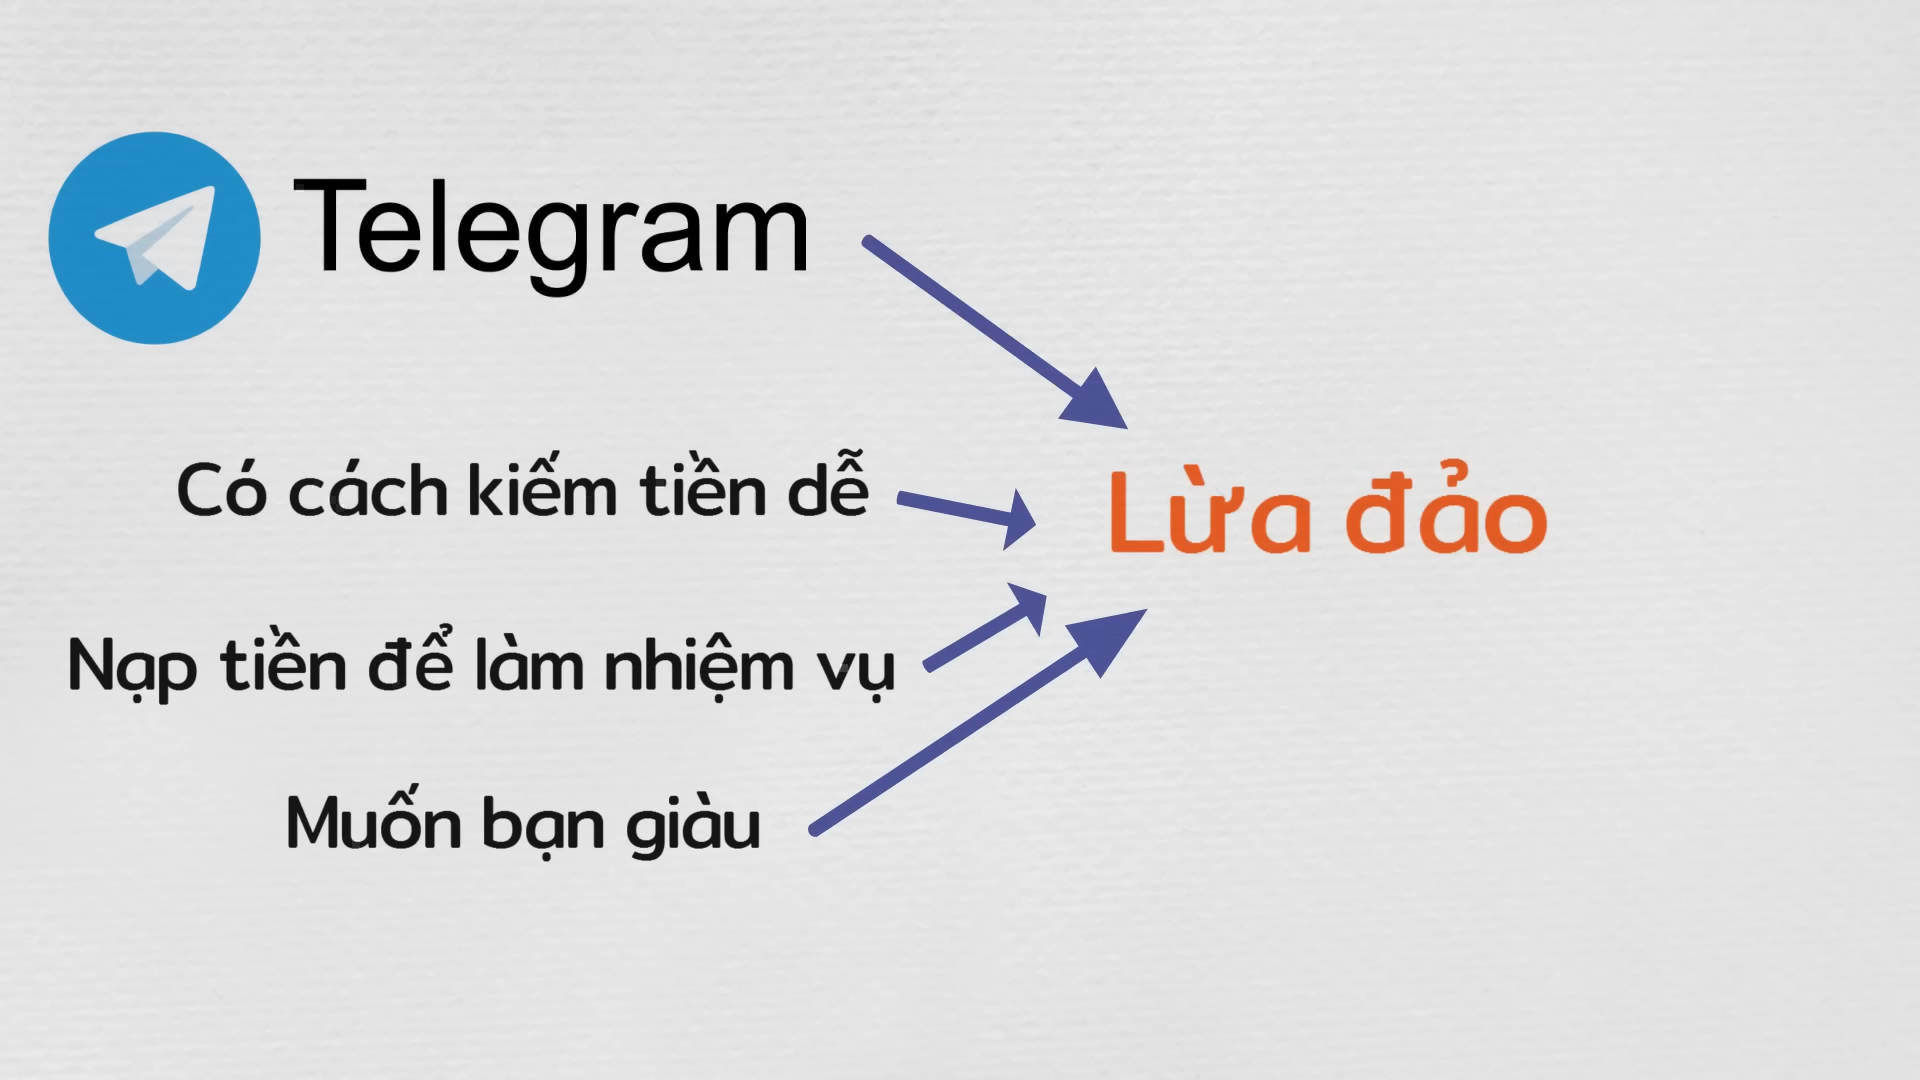 Telegram
Có cách kiếm tiền dễ
Lừa đảo
Nạp tiền để làm nhiệm vụ
Muốn bạn giàu